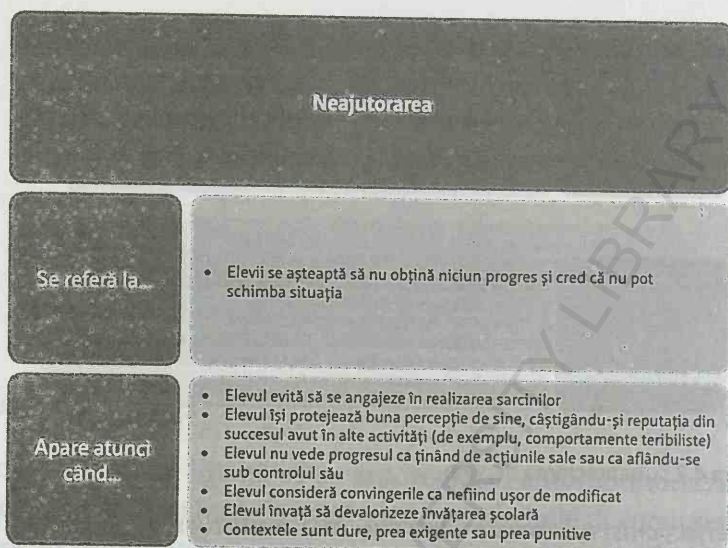 Neajutorarea
Se referă la...
• Elevii se așteaptă să nu obțină niciun progres și cred că nu pot
schimba situația
Apare atunci
când...
• Elevul evită să se angajeze în realizarea sarcinilor
• Elevul își protejează buna percepție de sine, câștigându-și reputația din
succesul avut în alte activități (de exemplu, comportamente teribiliste)
• Elevul nu vede progresul ca ținând de acțiunile sale sau ca aflându-se
sub controlul său
• Elevul consideră convingerile ca nefiind ușor de modificat
• Elevul învață să devalorizeze învățarea școlară
• Contextele sunt dure, prea exigente sau prea punitive
LIBRARY